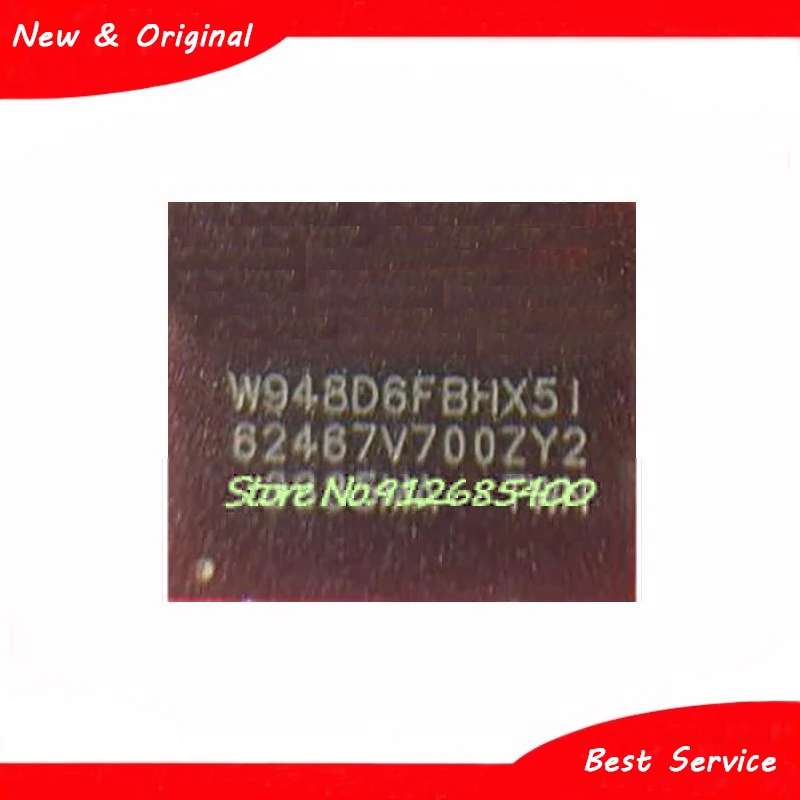 New & Original
W948D6FBHX5I
62467V700ZY2
Store No.912685400
Best Service